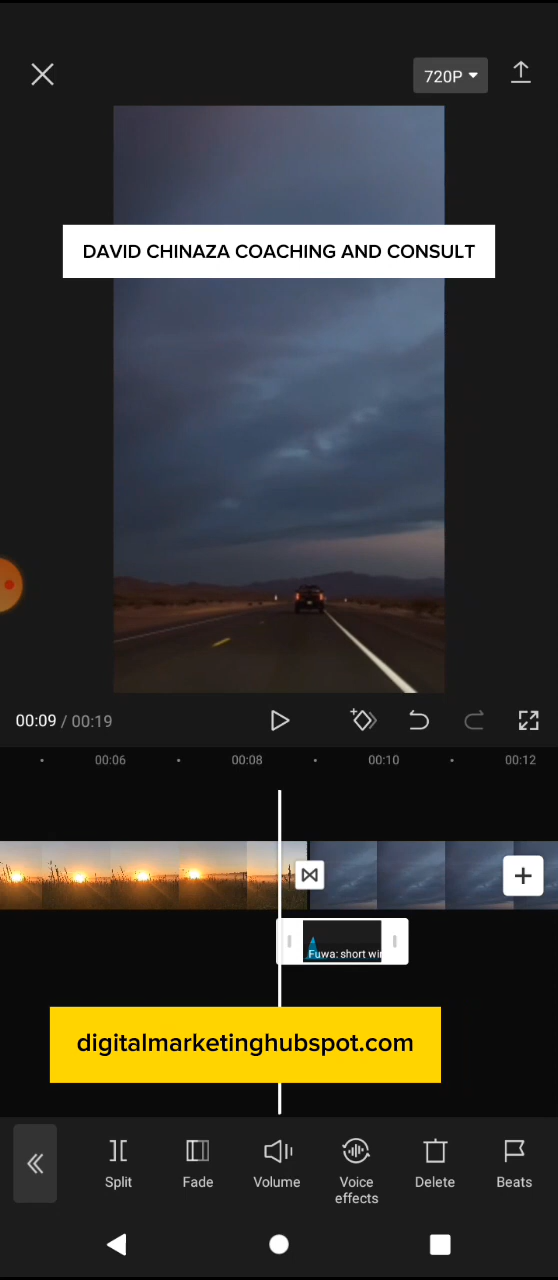 720P
DAVID CHINAZA COACHING AND CONSULT
00:09 / 00:19
00:06 00:08 00:10 00:12
Fuwa: short wi
digitalmarketinghubspot.com
Split Fade Volume Voice effects Delete Beats